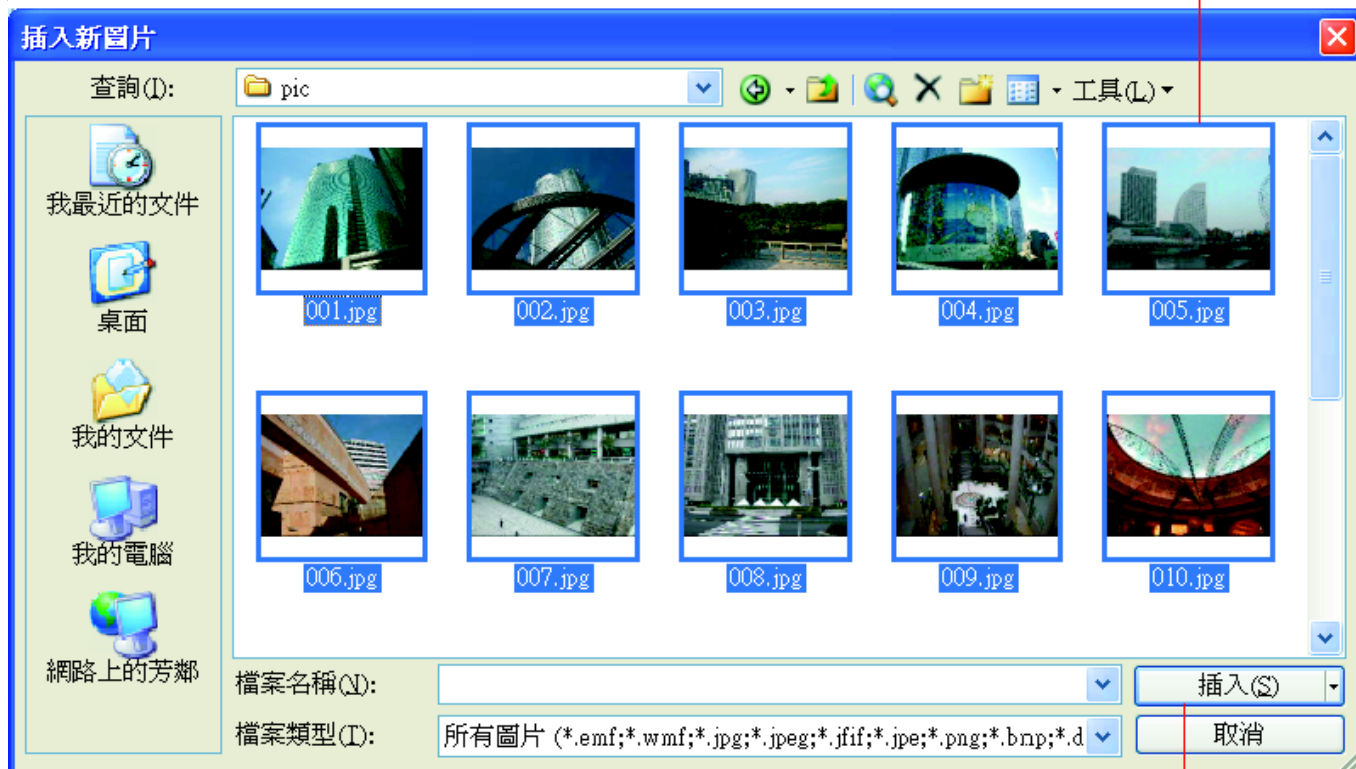 插入新圖片
查詢(I):
pic
工具(L)
我最近的文件
桌面
我的文件
我的電腦
網路上的芳鄰
001.jpg
002.jpg
003.jpg
004.jpg
005.jpg
006.jpg
007.jpg
008.jpg
009.jpg
010.jpg
檔案名稱(N):
插入(S)
檔案類型(T):
所有圖片 (*.emf;*.wmf;*.jpg;*.jpeg;*.jfif;*.jpe;*.png;*.bmp;*.d
取消